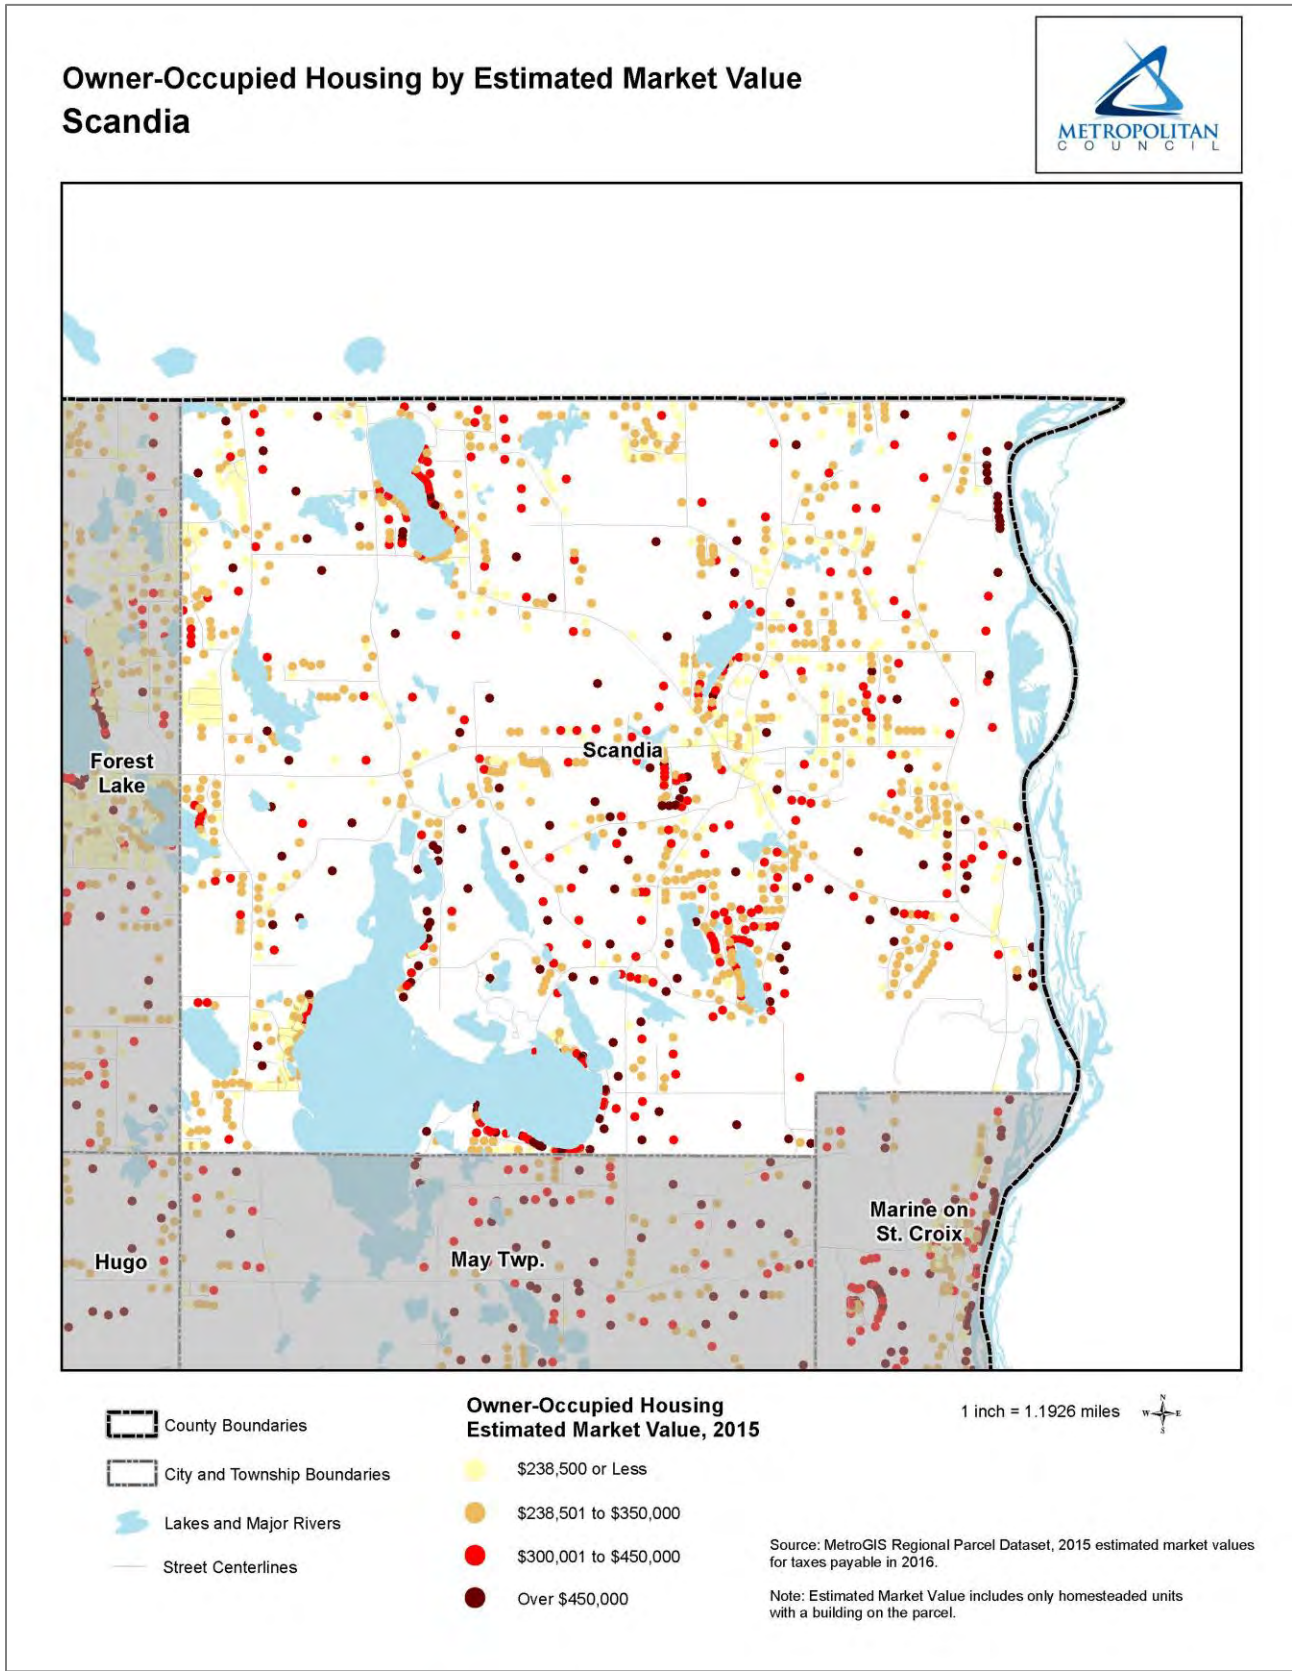 Owner-Occupied Housing by Estimated Market Value
Scandia
METROPOLITAN
COUNCIL
Scandia
Forest
Lake
Marine on
St. Croix
Hugo
May Twp.
County Boundaries
City and Township Boundaries
Lakes and Major Rivers
Street Centerlines
Owner-Occupied Housing
Estimated Market Value, 2015
$238,500 or Less
$238,501 to $350,000
$300,001 to $450,000
Over $450,000
1 inch = 1.1926 miles
N
W E
S
Source: MetroGIS Regional Parcel Dataset, 2015 estimated market values
for taxes payable in 2016.
Note: Estimated Market Value includes only homesteaded units
with a building on the parcel.